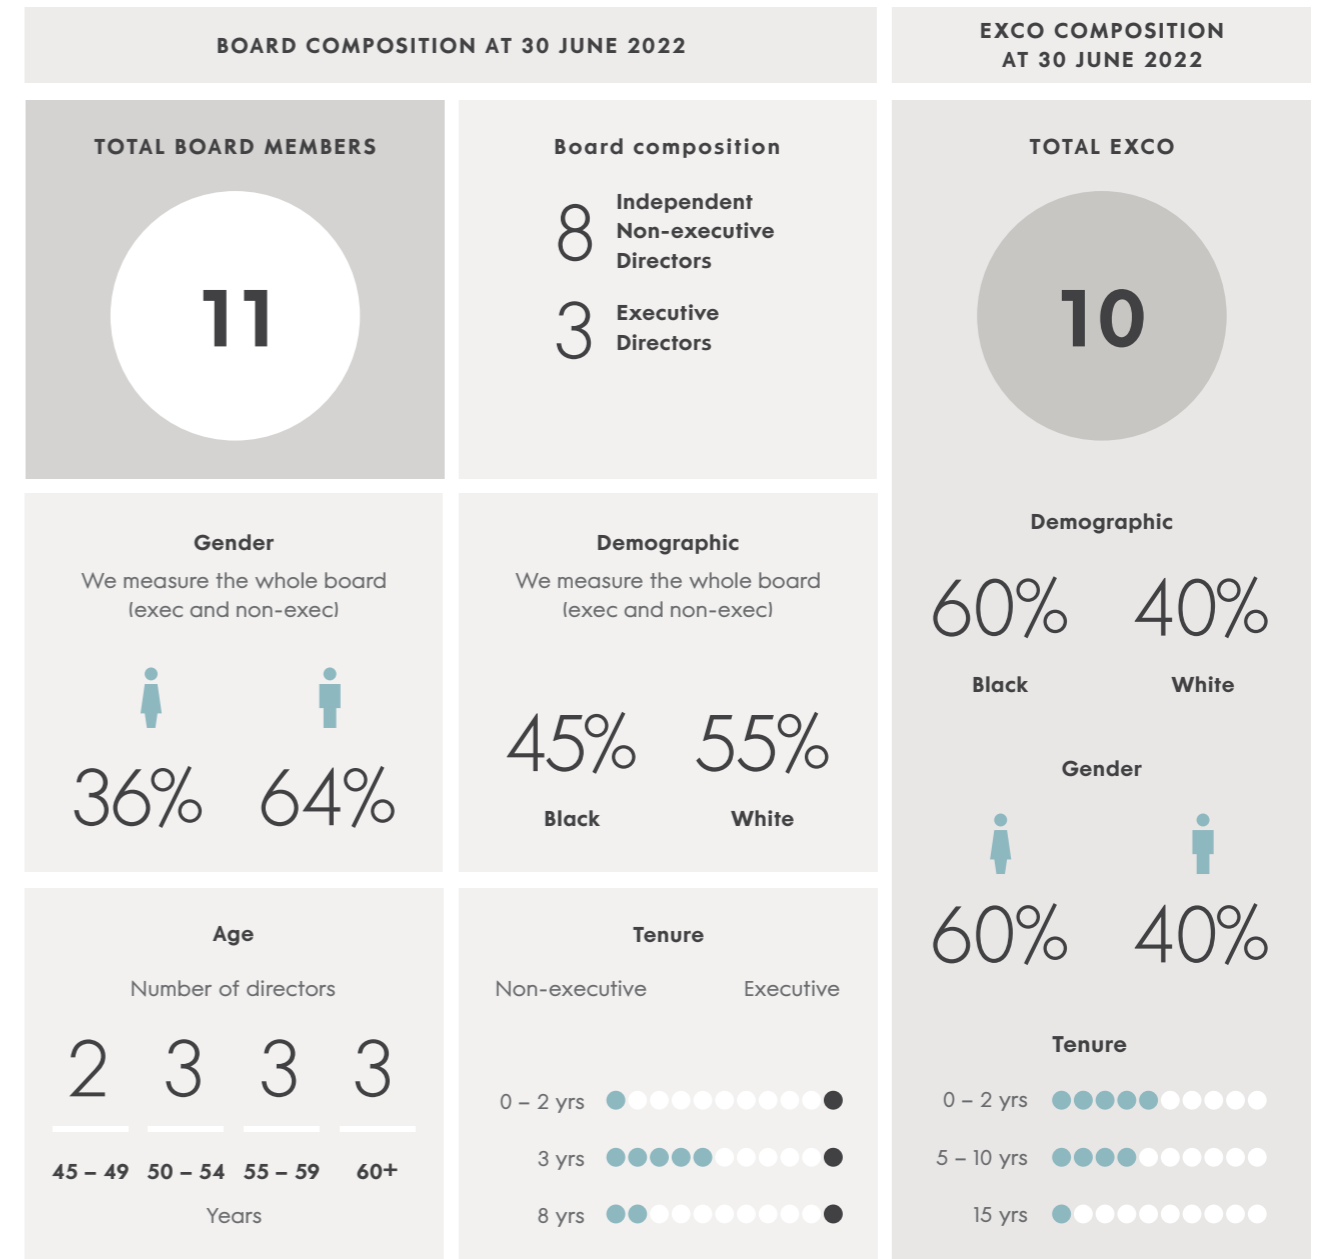 BOARD COMPOSITION AT 30 JUNE 2022
TOTAL BOARD MEMBERS
11
Board composition
8
Independent
Non-executive
Directors
3
Executive
Directors
Gender
We measure the whole board
(exec and non-exec)
36% 64%
Demographic
We measure the whole board
(exec and non-exec)
45% 55%
Black White
Age
Number of directors
2 3 3 3
45 – 49 50 – 54 55 – 59 60+
Years
Tenure
Non-executive Executive
0 – 2 yrs
3 yrs
8 yrs
EXCO COMPOSITION
AT 30 JUNE 2022
TOTAL EXCO
10
Demographic
60% 40%
Black White
Gender
60% 40%
Tenure
0 – 2 yrs
5 – 10 yrs
15 yrs